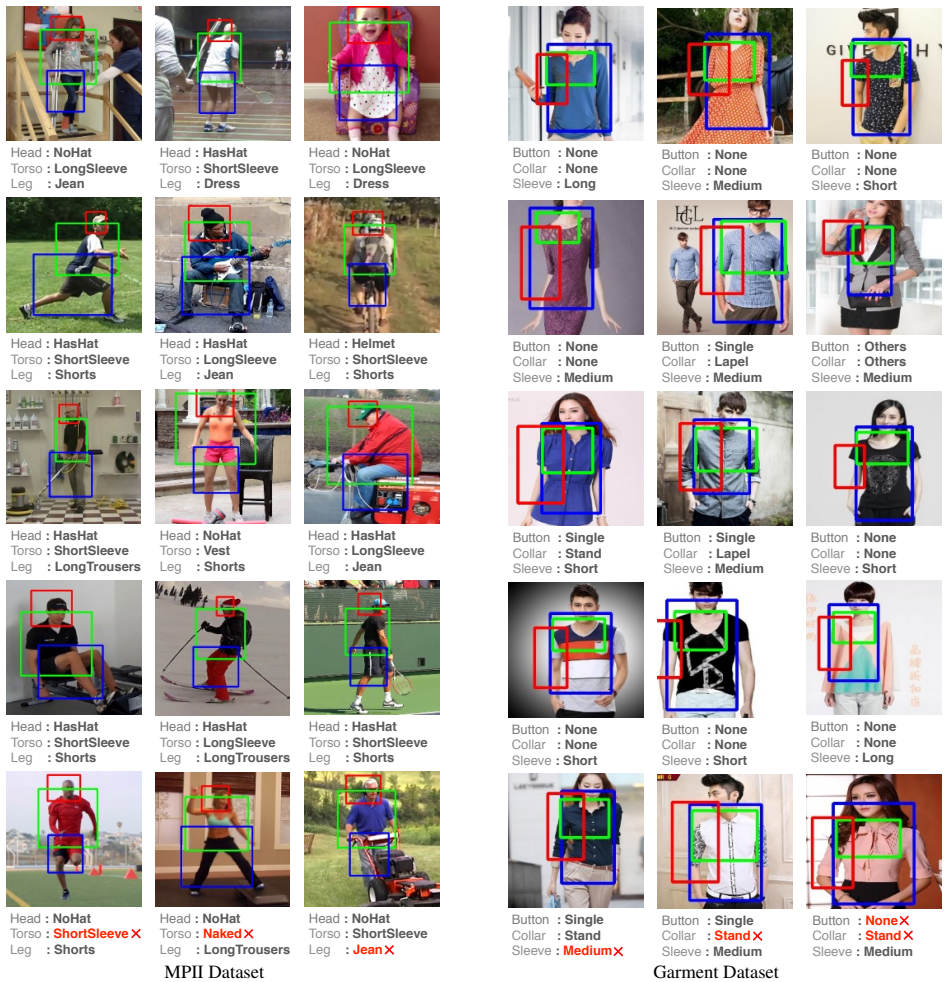 GIVENCHY
Head : NoHat
Torso : LongSleeve
Leg : Jean
Head : HasHat
Torso : ShortSleeve
Leg : Dress
Head : NoHat
Torso : LongSleeve
Leg : Dress
Button : None
Collar : None
Sleeve : Long
Button : None
Collar : None
Sleeve : Medium
Button : None
Collar : None
Sleeve : Short
HGL
Head : HasHat
Torso : ShortSleeve
Leg : Shorts
Head : HasHat
Torso : LongSleeve
Leg : Jean
Head : Helmet
Torso : ShortSleeve
Leg : Shorts
Button : None
Collar : None
Sleeve : Medium
Button : Single
Collar : Lapel
Sleeve : Medium
Button : Others
Collar : Others
Sleeve : Medium
Head : HasHat
Torso : ShortSleeve
Leg : LongTrousers
Head : NoHat
Torso : Vest
Leg : Shorts
Head : HasHat
Torso : LongSleeve
Leg : Jean
Button : Single
Collar : Stand
Sleeve : Short
Button : Single
Collar : Lapel
Sleeve : Medium
Button : None
Collar : None
Sleeve : Short
Head : HasHat
Torso : ShortSleeve
Leg : Shorts
Head : HasHat
Torso : LongSleeve
Leg : LongTrousers
Head : HasHat
Torso : ShortSleeve
Leg : Shorts
Button : None
Collar : None
Sleeve : Short
Button : None
Collar : None
Sleeve : Short
Button : None
Collar : None
Sleeve : Long
Head : NoHat
Torso : ShortSleeve ×
Leg : Shorts
Head : NoHat
Torso : Naked ×
Leg : LongTrousers
Head : NoHat
Torso : ShortSleeve
Leg : Jean ×
Button : Single
Collar : Stand
Sleeve : Medium ×
Button : Single
Collar : Stand ×
Sleeve : Medium
Button : None ×
Collar : Stand ×
Sleeve : Medium
MPII Dataset
Garment Dataset